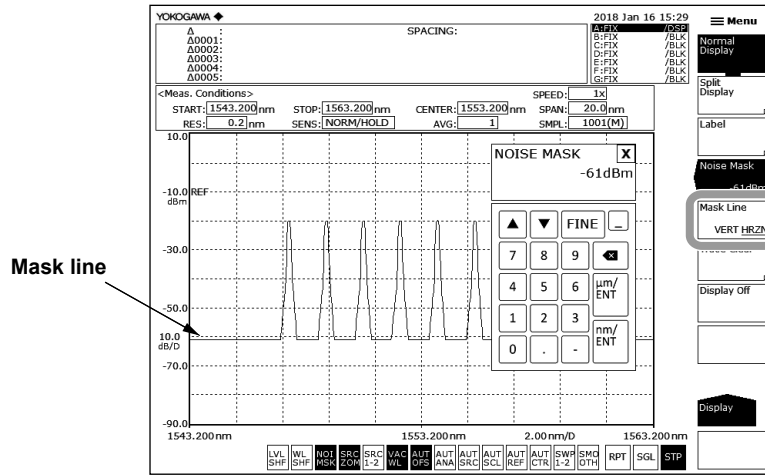 YOKOGAWA
2018 Jan 16 15:29
Menu
Δ :
SPACING:
Δ0001:
Δ0002:
Δ0003:
Δ0004:
Δ0005:
A:FIX /DSP
B:FIX /BLK
C:FIX /BLK
D:FIX /BLK
E:FIX /BLK
F:FIX /BLK
G:FIX /BLK
<Meas. Conditions>
SPEED: 1x
START: 1543.200 nm STOP: 1563.200 nm CENTER: 1553.200 nm SPAN: 20.0 nm
RES: 0.2 nm SENS: NORM/HOLD AVG: 1 SMPL: 1001(M)
10.0
-10.0 REF
dBm
-30.0
-50.0
10.0
dB/D
-70.0
-90.0
1543.200nm 1553.200nm 2.00nm/D 1563.200nm
Mask line
NOISE MASK X
-61dBm
▲ ▼ FINE _
7 8 9
4 5 6 µm/ENT
1 2 3 nm/ENT
0 . -
Normal Display
Split Display
Label
Noise Mask
-61dBm
Mask Line
VERT HRZN
Display Off
Display
LVL SHF WL SHF NOI MSK SRC ZOM SRC 1-2 VAC WL AUT OFS AUT ANA AUT SRC AUT SCL AUT REF AUT CTR SWP 1-2 SMO OTH RPT SGL STP